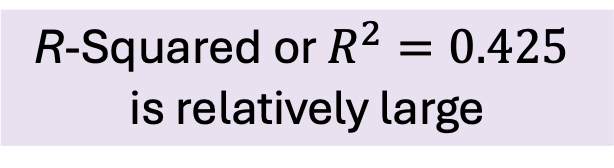 R-Squared or R² = 0.425
is relatively large